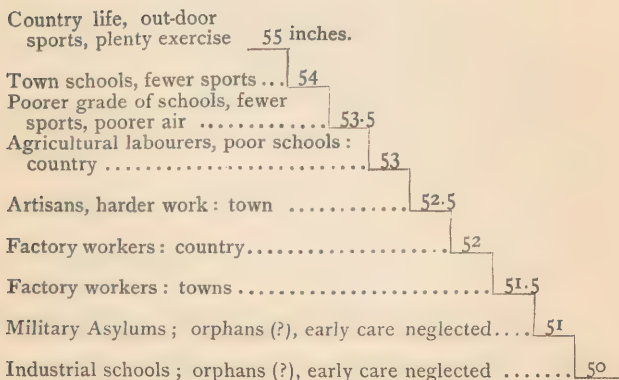 Country life, out-door
sports, plenty exercise 55 inches.
Town schools, fewer sports ... 54
Poorer grade of schools, fewer
sports, poorer air ............. 53·5
Agricultural labourers, poor schools :
country ........................ 53
Artisans, harder work : town ............ 52·5
Factory workers : country..................... 52
Factory workers : towns ......................... 51·5
Military Asylums ; orphans (?), early care neglected.... 51
Industrial schools ; orphans (?), early care neglected ....... 50